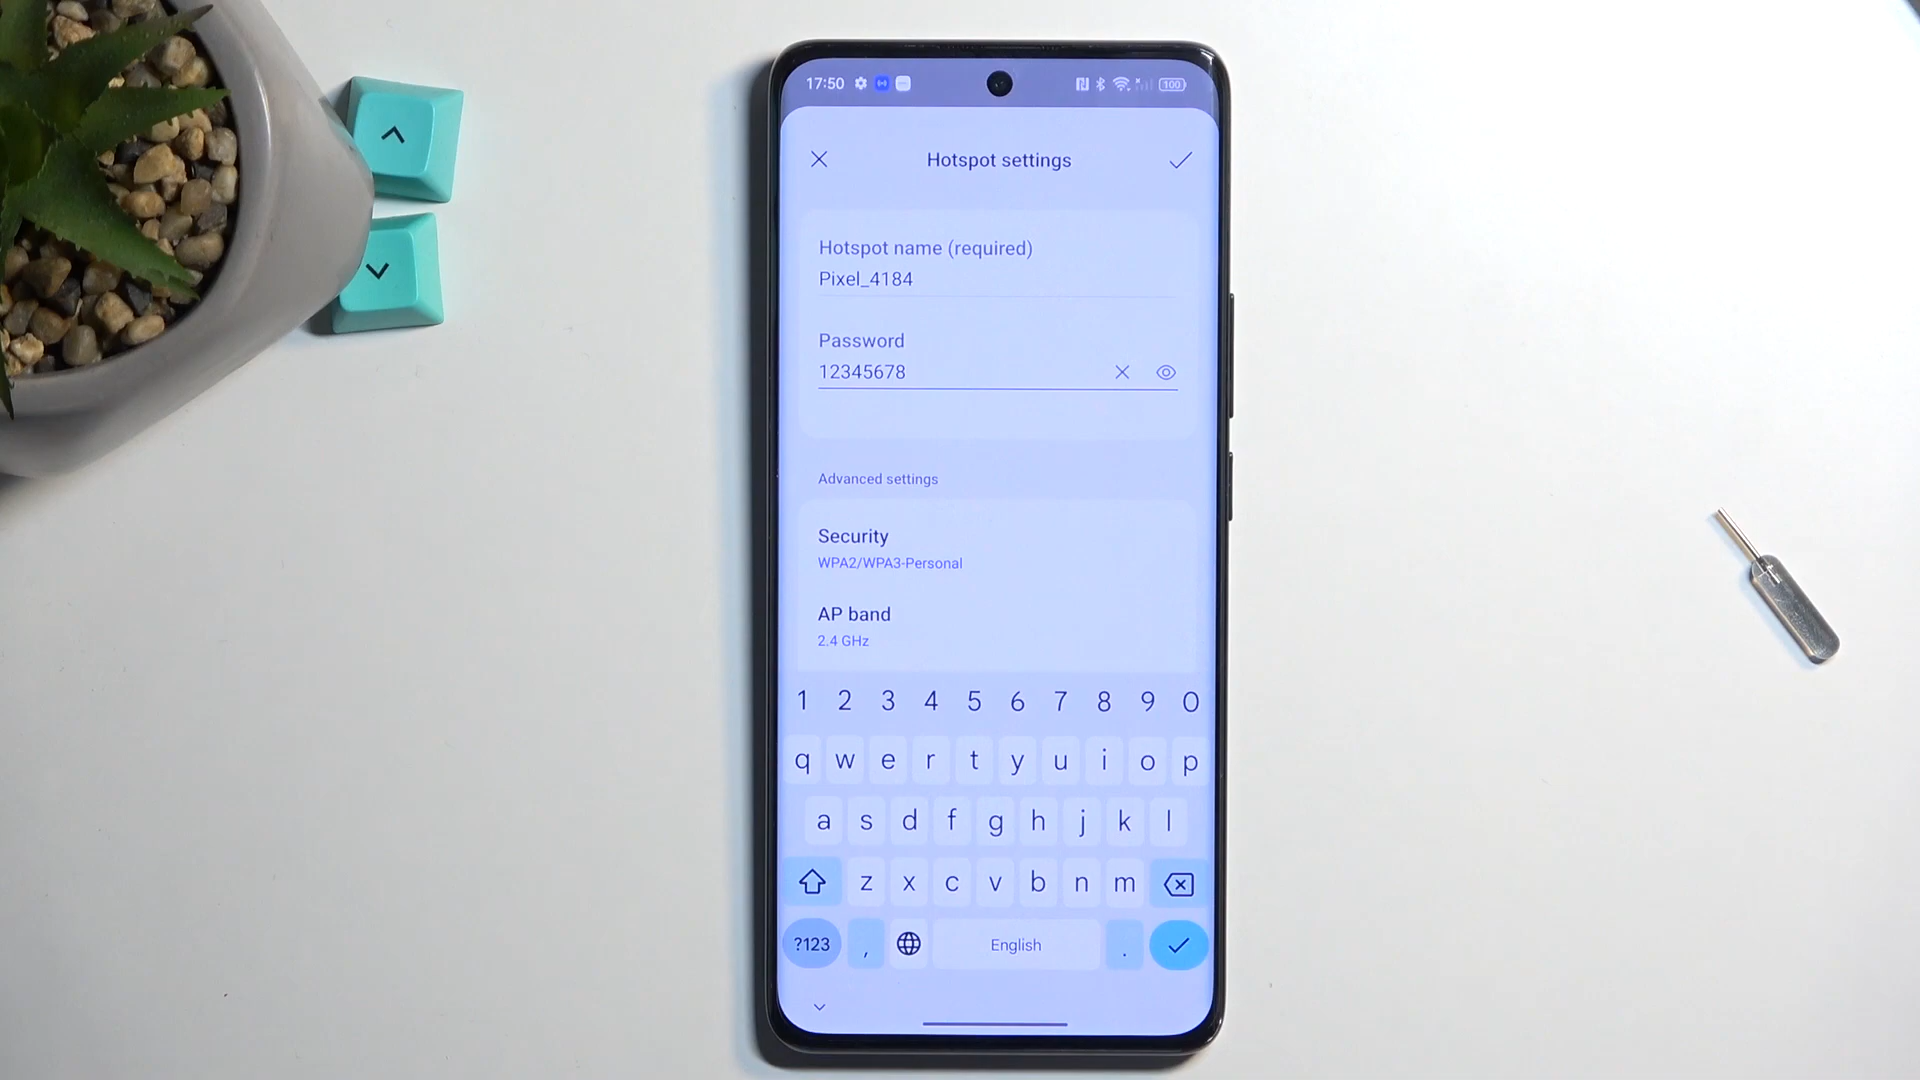 17:50
100
Hotspot settings
Hotspot name (required)
Pixel_4184
Password
12345678
Advanced settings
Security
WPA2/WPA3-Personal
AP band
2.4 GHz
1 2 3 4 5 6 7 8 9 0
q w e r t y u i o p
a s d f g h j k l
z x c v b n m
?123 , English .